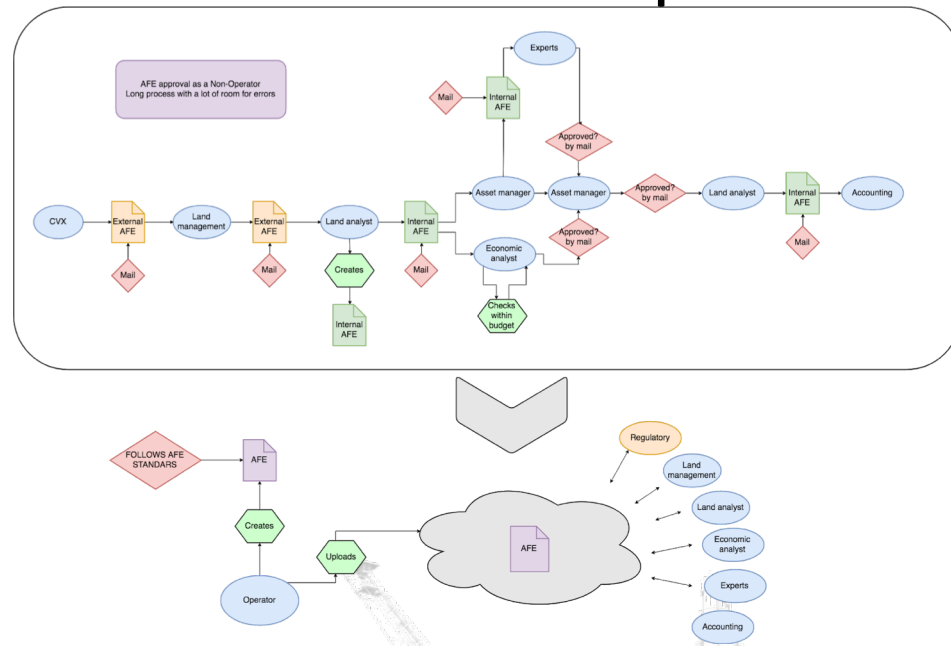 Experts
AFE approval as a Non-Operator
Long process with a lot of room for errors
Mail
Internal
AFE
Approved?
by mail
CVX
External
AFE
Land
management
External
AFE
Land analyst
Internal
AFE
Asset manager
Asset manager
Approved?
by mail
Land analyst
Internal
AFE
Accounting
Mail
Mail
Creates
Mail
Economic
analyst
Approved?
by mail
Mail
Internal
AFE
Checks
within
budget
FOLLOWS AFE
STANDARS
AFE
Creates
Operator
Uploads
AFE
Regulatory
Land
management
Land analyst
Economic
analyst
Experts
Accounting